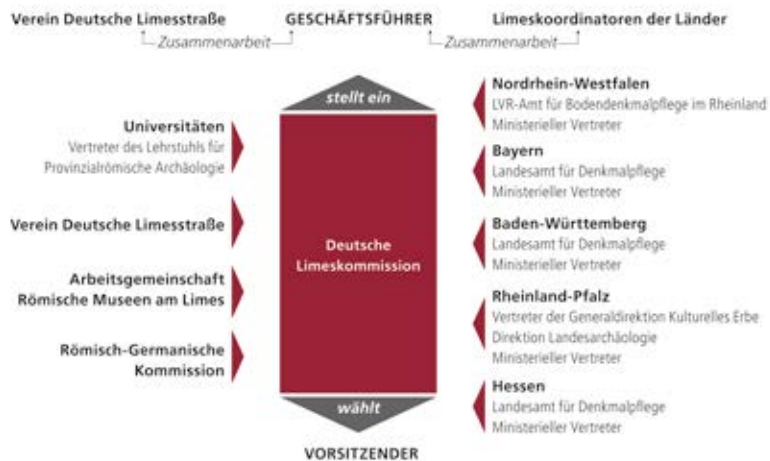 Verein Deutsche Limesstraße
GESCHÄFTSFÜHRER
Limeskoordinatoren der Länder
Zusammenarbeit
Zusammenarbeit
stellt ein
Universitäten
Vertreter des Lehrstuhls für
Provinzialrömische Archäologie
Verein Deutsche Limesstraße
Arbeitsgemeinschaft
Römische Museen am Limes
Römisch-Germanische
Kommission
Deutsche
Limeskommission
Nordrhein-Westfalen
LVR-Amt für Bodendenkmalpflege im Rheinland
Ministerieller Vertreter
Bayern
Landesamt für Denkmalpflege
Ministerieller Vertreter
Baden-Württemberg
Landesamt für Denkmalpflege
Ministerieller Vertreter
Rheinland-Pfalz
Vertreter der Generaldirektion Kulturelles Erbe
Direktion Landesarchäologie
Ministerieller Vertreter
Hessen
Landesamt für Denkmalpflege
Ministerieller Vertreter
wählt
VORSITZENDER